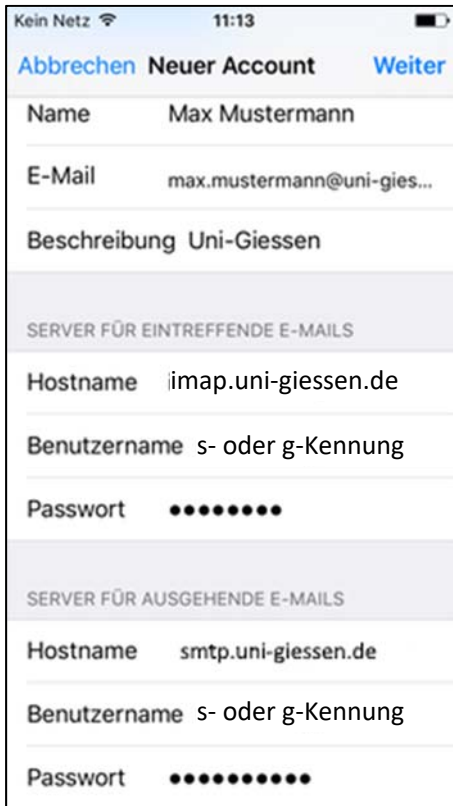 Kein Netz 11:13
Abbrechen Neuer Account Weiter
Name Max Mustermann
E-Mail max.mustermann@uni-gies...
Beschreibung Uni-Giessen
SERVER FÜR EINTREFFENDE E-MAILS
Hostname imap.uni-giessen.de
Benutzername s- oder g-Kennung
Passwort ●●●●●●●●
SERVER FÜR AUSGEHENDE E-MAILS
Hostname smtp.uni-giessen.de
Benutzername s- oder g-Kennung
Passwort ●●●●●●●●●●